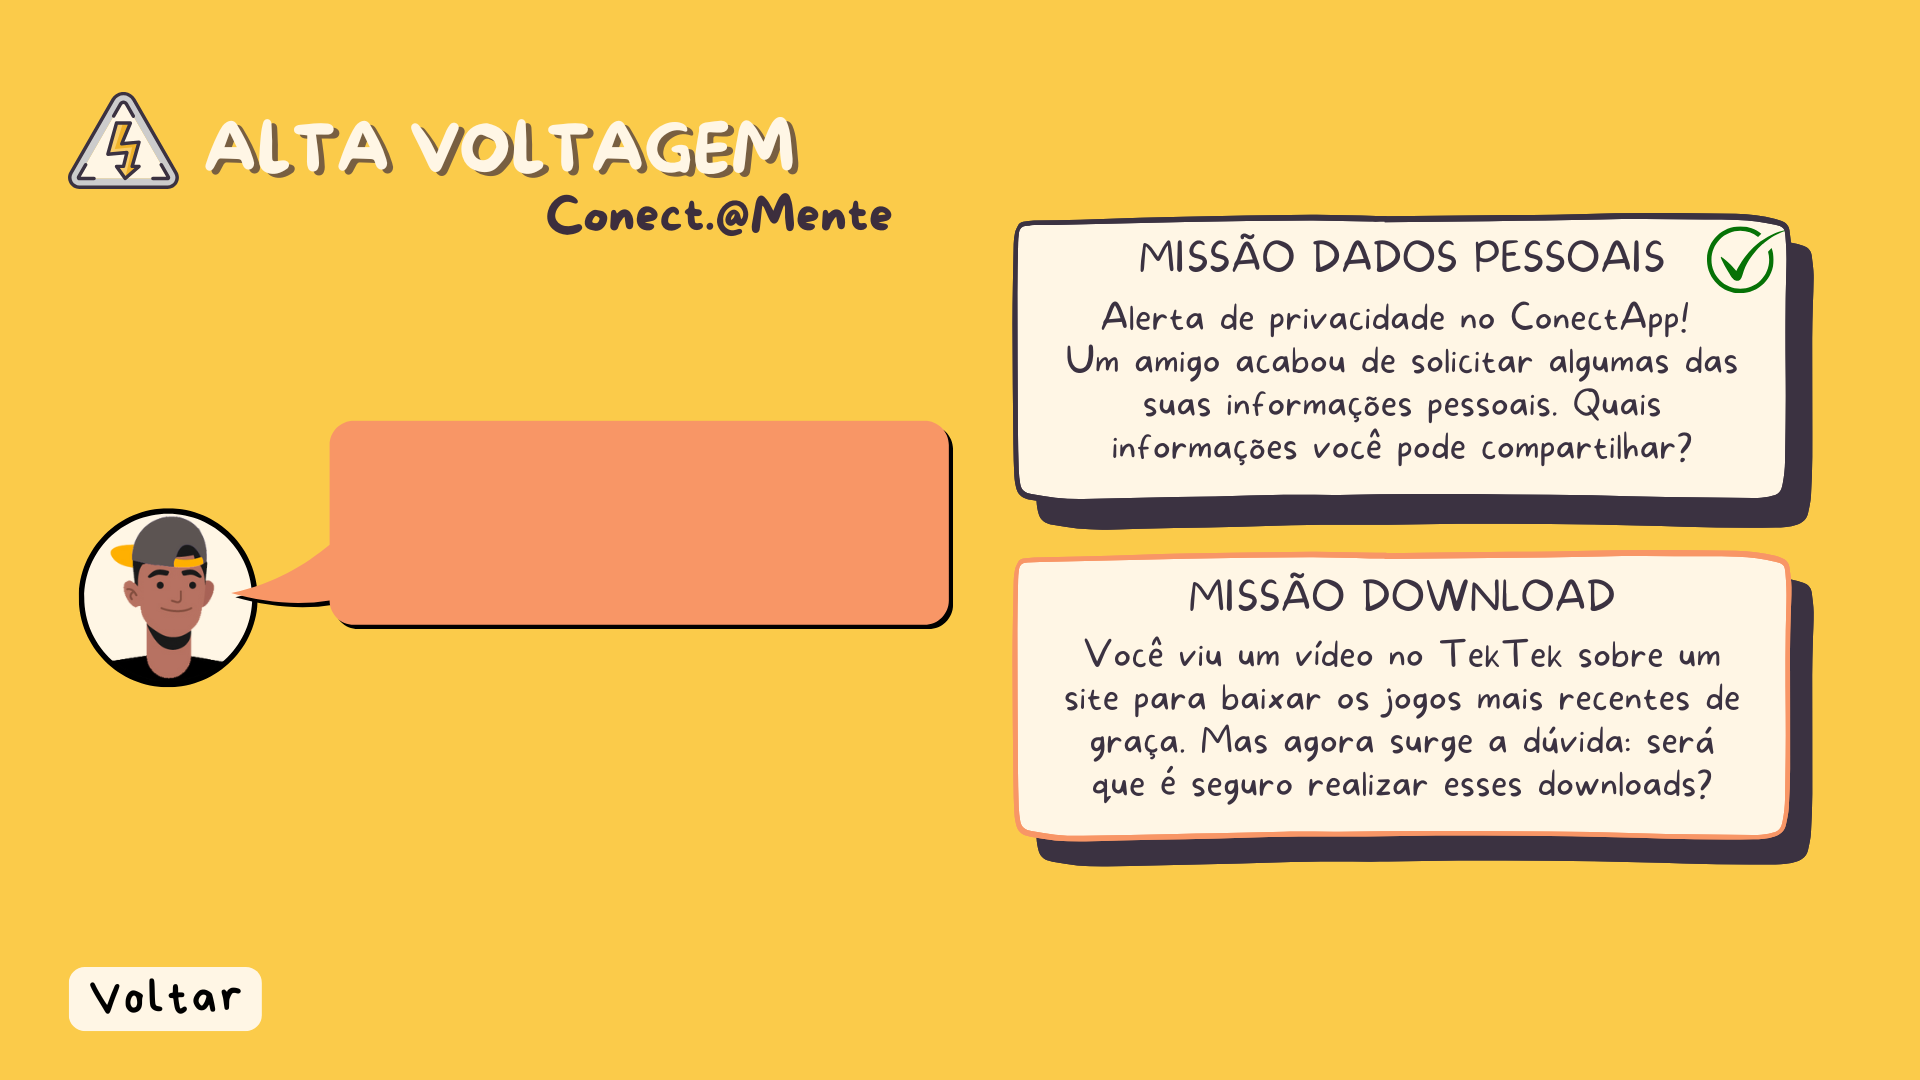 ALTA VOLTAGEM
Conect.@Mente
MISSÃO DADOS PESSOAIS
Alerta de privacidade no ConectApp!
Um amigo acabou de solicitar algumas das
suas informações pessoais. Quais
informações você pode compartilhar?
MISSÃO DOWNLOAD
Você viu um vídeo no TekTek sobre um
site para baixar os jogos mais recentes de
graça. Mas agora surge a dúvida: será
que é seguro realizar esses downloads?
Voltar